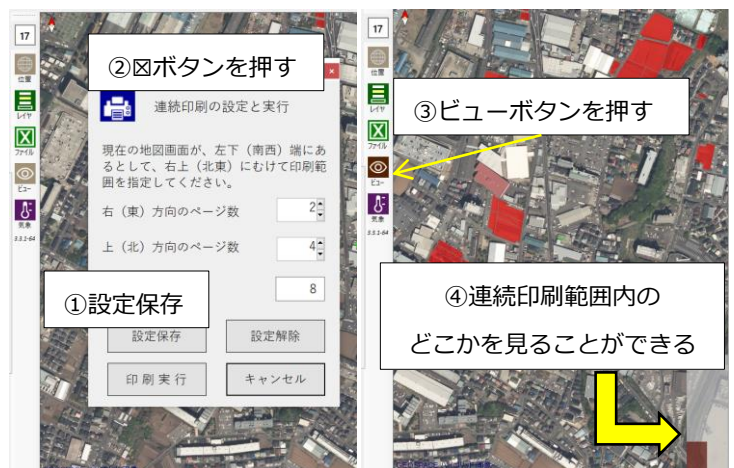 17
位置
レイヤ
ファイル
ビュー
気象
3.3.1-64
②☒ボタンを押す
×
連続印刷の設定と実行
現在の地図画面が、左下（南西）端にあ
るとして、右上（北東）にむけて印刷範
囲を指定してください。
右（東）方向のページ数
2
上（北）方向のページ数
4
8
①設定保存
設定保存
設定解除
印刷実行
キャンセル
17
位置
レイヤ
ファイル
ビュー
気象
3.3.1-64
③ビューボタンを押す
④連続印刷範囲内の
どこかを見ることができる